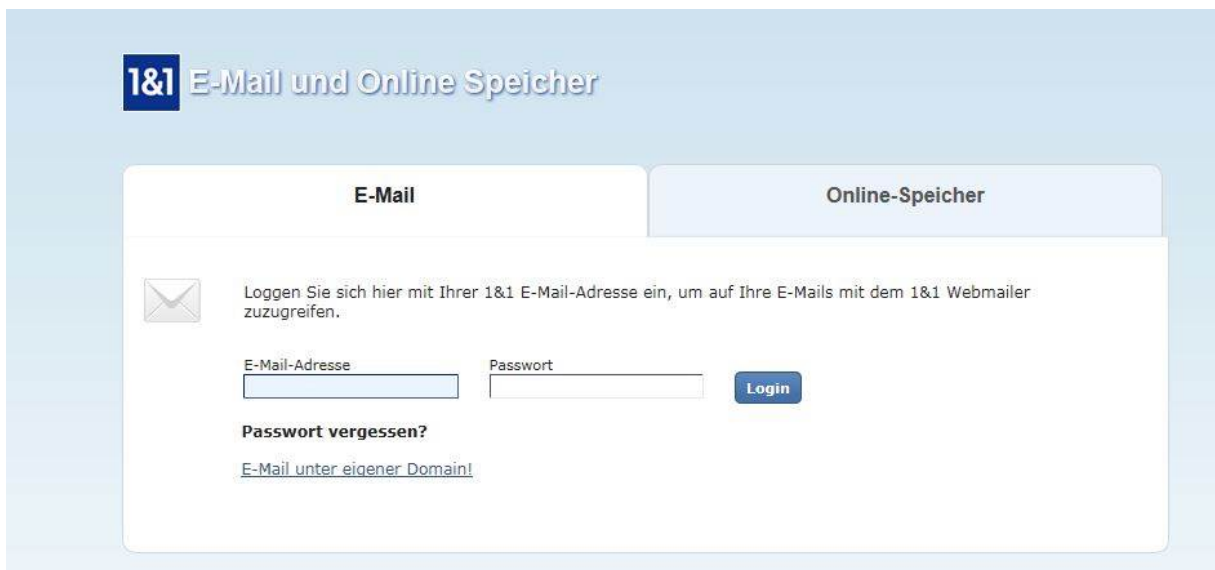 1&1 E-Mail und Online Speicher
E-Mail
Online-Speicher
Loggen Sie sich hier mit Ihrer 1&1 E-Mail-Adresse ein, um auf Ihre E-Mails mit dem 1&1 Webmailer
zuzugreifen.
E-Mail-Adresse
Passwort
Login
Passwort vergessen?
E-Mail unter eigener Domain!